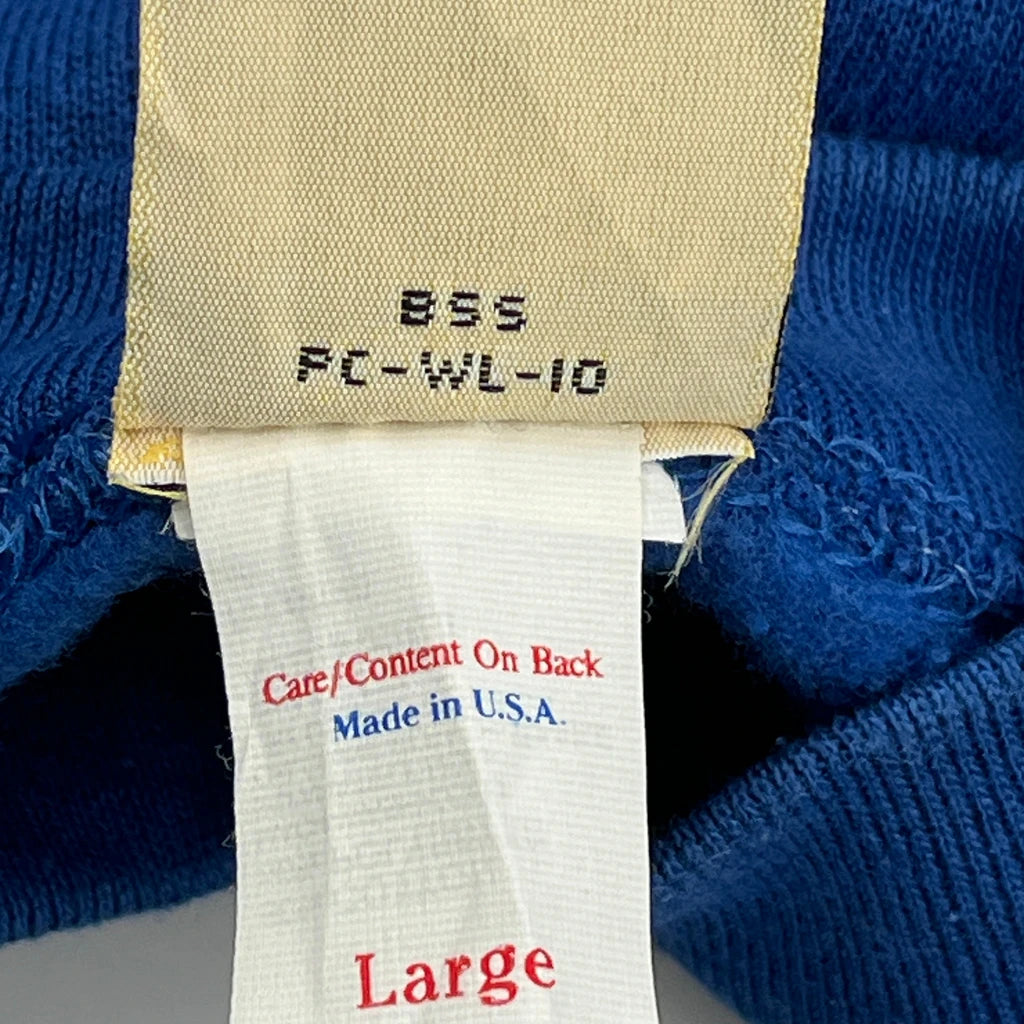 BSS
PC-WL-10
Care/Content On Back
Made in U.S.A.
Large